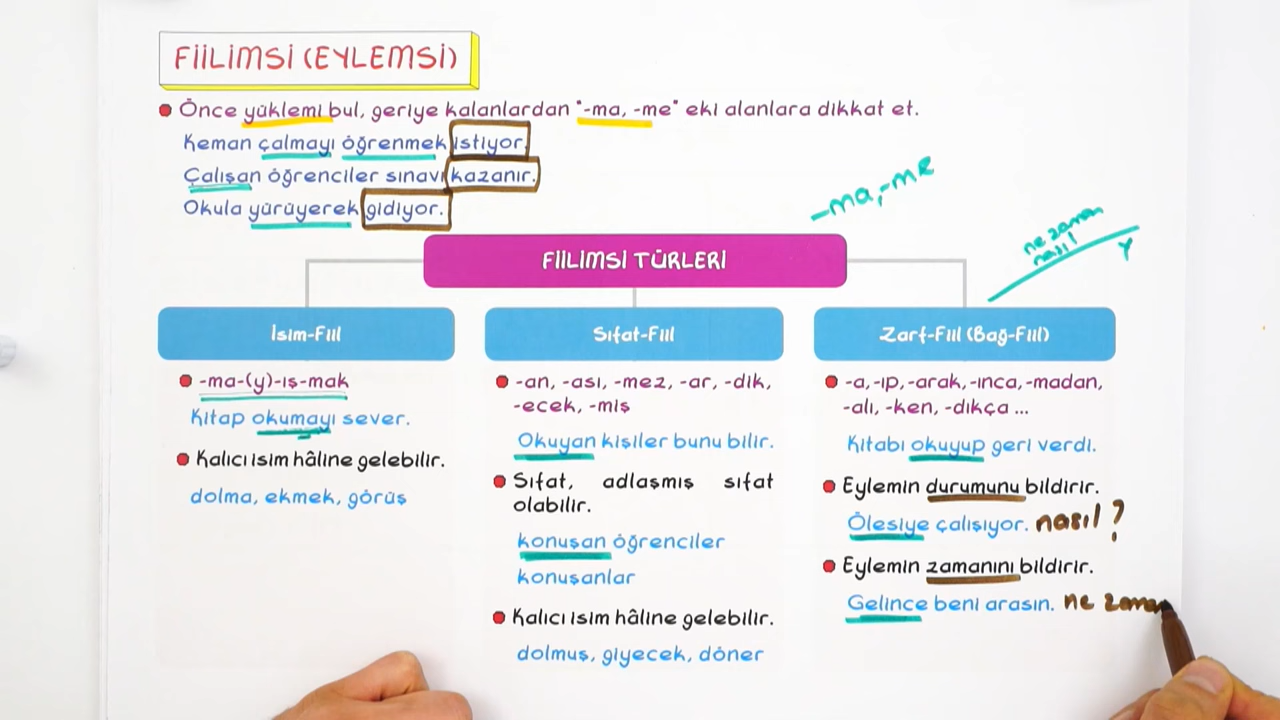 FİİLİMSİ (EYLEMSİ)
Önce yüklemi bul, geriye kalanlardan "-ma, -me" eki alanlara dikkat et.
Keman çalmayı öğrenmek istiyor.
Çalışan öğrenciler sınavı kazanır.
Okula yürüyerek gidiyor.
-ma, -me
ne zaman
nasıl
Y
FİİLİMSİ TÜRLERİ
İsim-Fiil
-ma-(y)-ış-mak
Kitap okumayı sever.
Kalıcı isim hâline gelebilir.
dolma, ekmek, görüş
Sıfat-Fiil
-an, -ası, -mez, -ar, -dik,
-ecek, -miş
Okuyan kişiler bunu bilir.
Sıfat, adlaşmış sıfat
olabilir.
konuşan öğrenciler
konuşanlar
Kalıcı isim hâline gelebilir.
dolmuş, giyecek, döner
Zarf-Fiil (Bağ-Fiil)
-a, -ıp, -arak, -ınca, -madan,
-alı, -ken, -dıkça ...
Kitabı okuyup geri verdi.
Eylemin durumunu bildirir.
Ölesiye çalışıyor. nasıl ?
Eylemin zamanını bildirir.
Gelince beni arasın. ne zaman